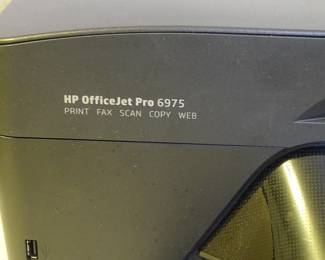 HP OfficeJet Pro 6975
PRINT FAX SCAN COPY WEB